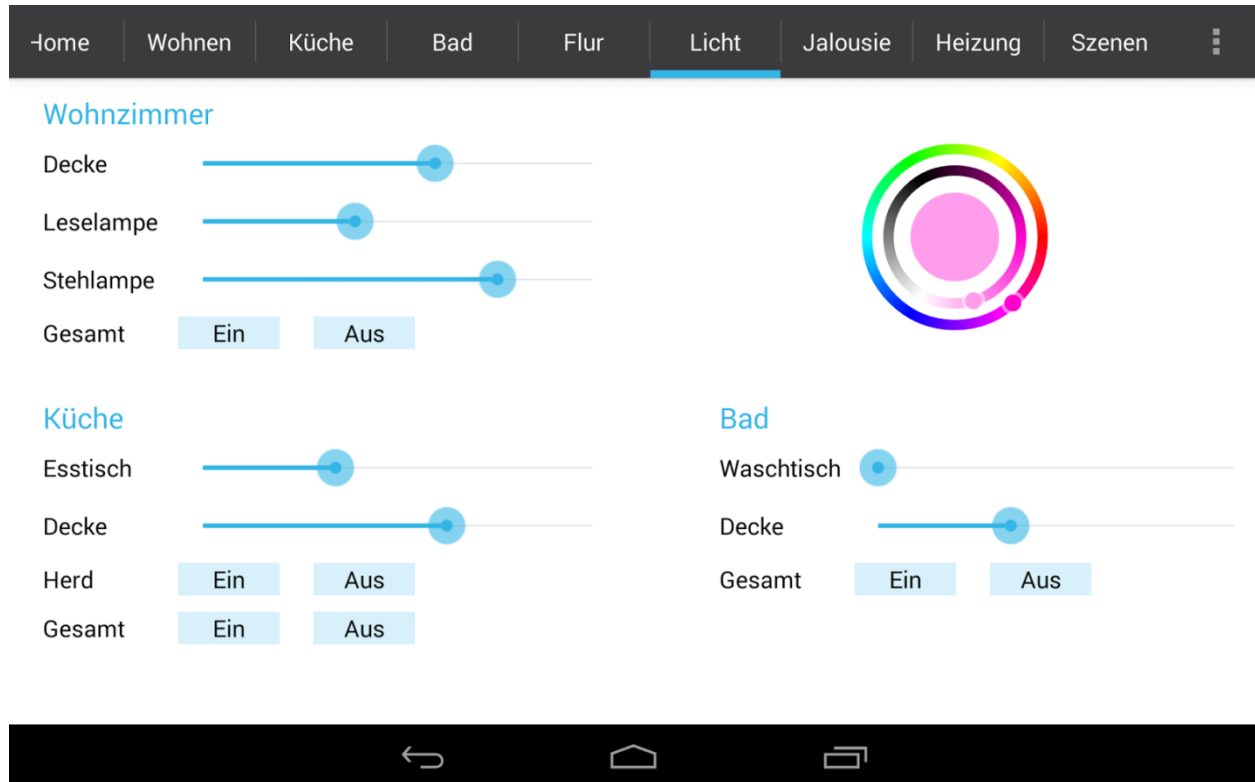 Home Wohnen Küche Bad Flur Licht Jalousie Heizung Szenen
Wohnzimmer
Decke
Leselampe
Stehlampe
Gesamt Ein Aus
Küche
Esstisch
Decke
Herd Ein Aus
Gesamt Ein Aus
Bad
Waschtisch
Decke
Gesamt Ein Aus